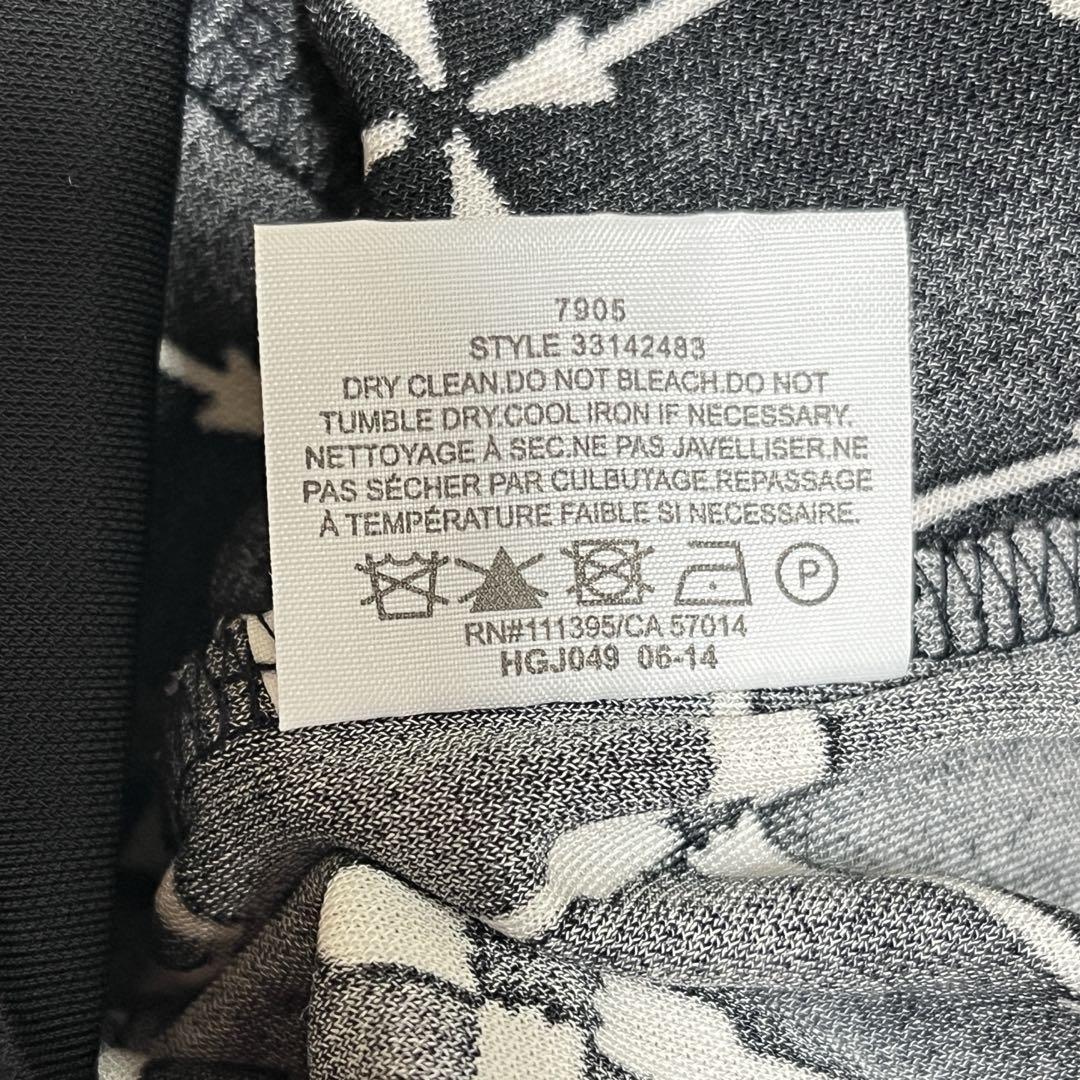 7905
STYLE 33142483
DRY CLEAN.DO NOT BLEACH.DO NOT
TUMBLE DRY.COOL IRON IF NECESSARY.
NETTOYAGE À SEC.NE PAS JAVELLISER.NE
PAS SÉCHER PAR CULBUTAGE.REPASSAGE
À TEMPÉRATURE FAIBLE SI NECESSAIRE.
P
RN#111395/CA 57014
HGJ049 06-14